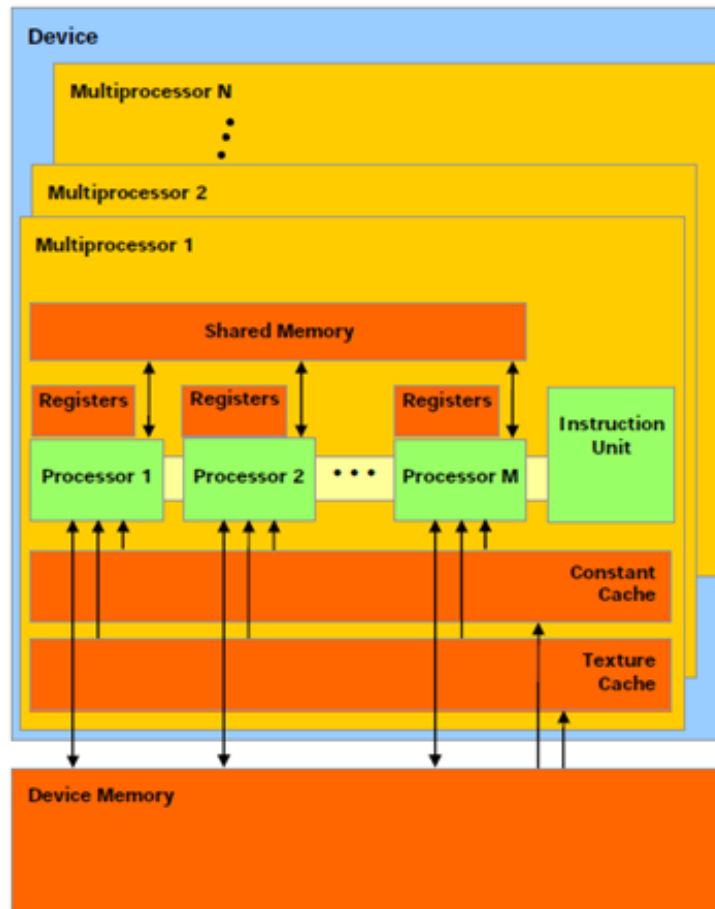 Device
Multiprocessor N
Multiprocessor 2
Multiprocessor 1
Shared Memory
Registers
Registers
Registers
Instruction
Unit
Processor 1
Processor 2
Processor M
Constant
Cache
Texture
Cache
Device Memory